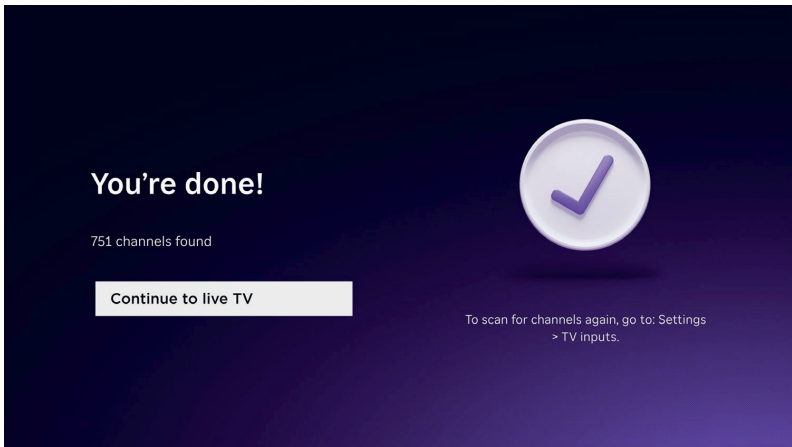 You’re done!
751 channels found
Continue to live TV
To scan for channels again, go to: Settings
> TV inputs.